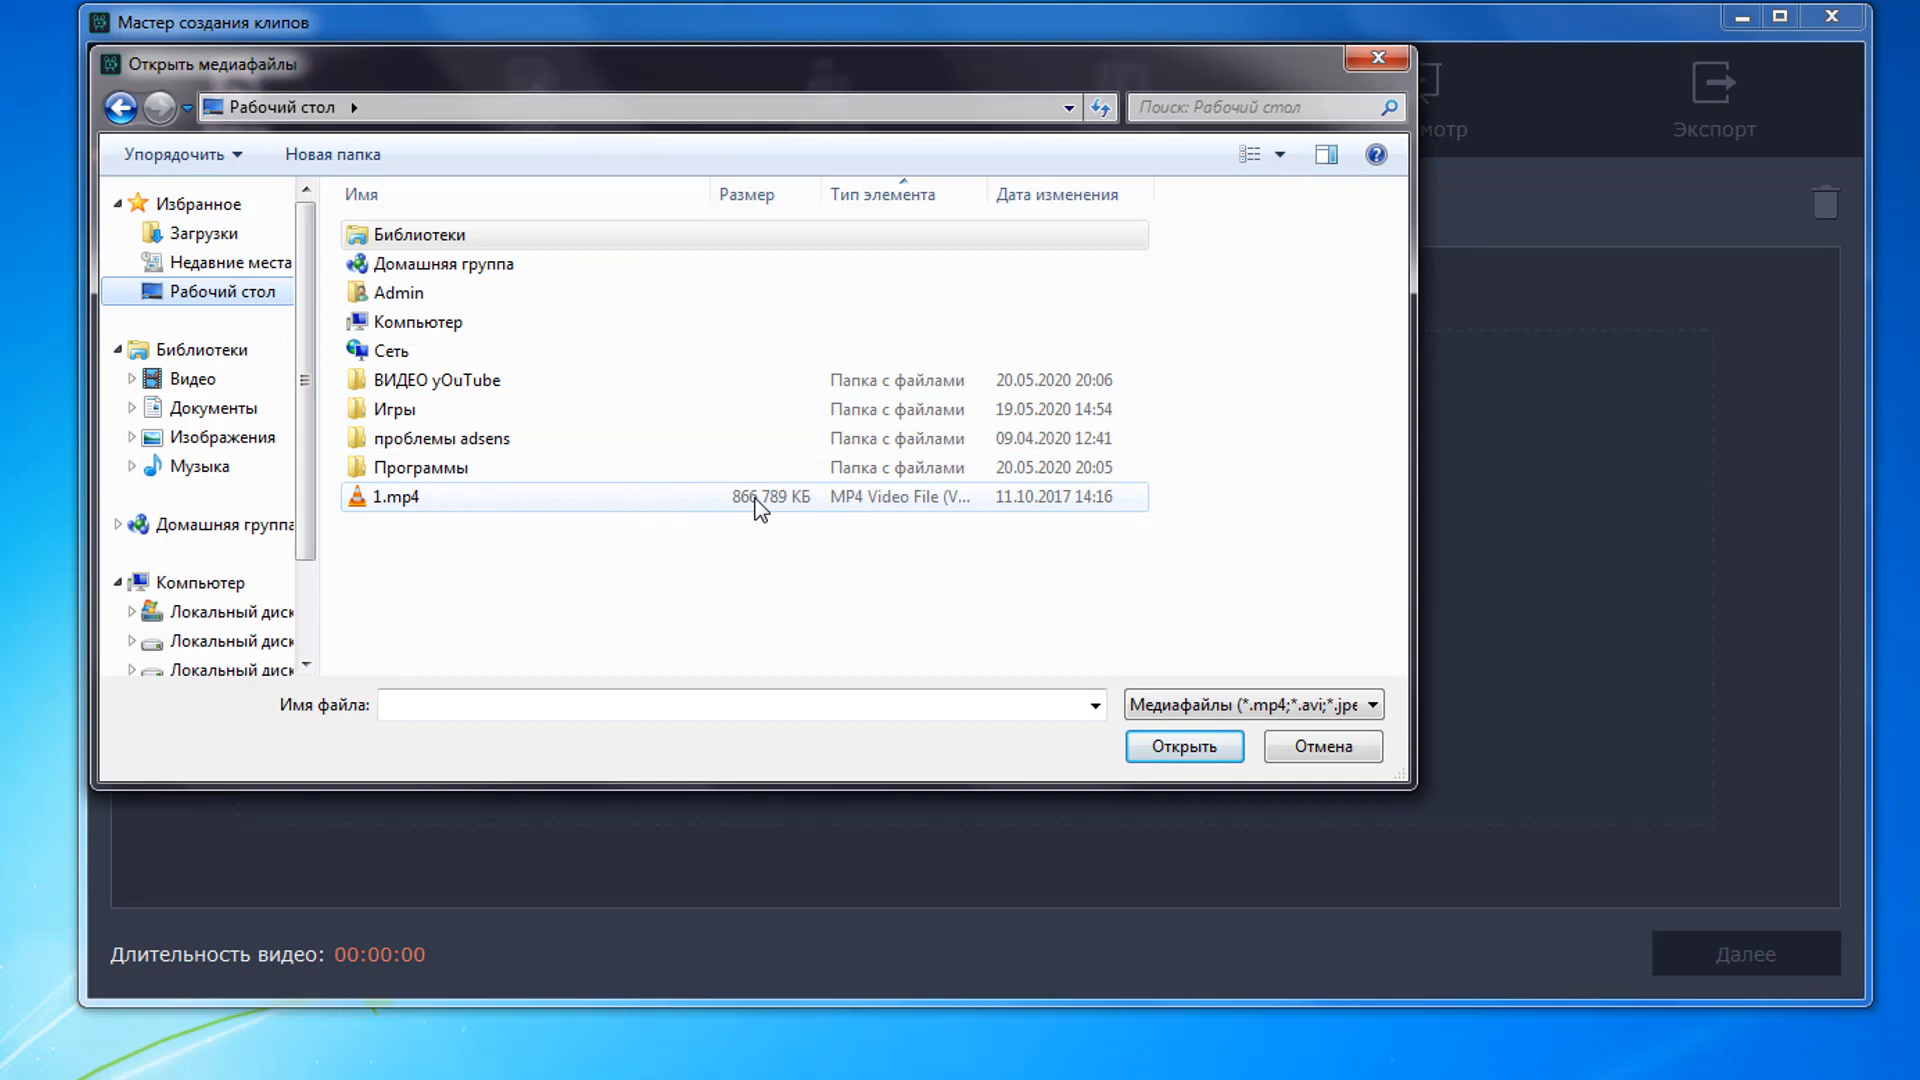 Мастер создания клипов
Открыть медиафайлы
Рабочий стол
Поиск: Рабочий стол
мотр
Экспорт
Упорядочить
Новая папка
Имя
Размер
Тип элемента
Дата изменения
Избранное
Загрузки
Недавние места
Рабочий стол
Библиотеки
Видео
Документы
Изображения
Музыка
Домашняя группа
Компьютер
Локальный диск
Локальный диск
Локальный диск
Библиотеки
Домашняя группа
Admin
Компьютер
Сеть
ВИДЕО yOuTube Папка с файлами 20.05.2020 20:06
Игры Папка с файлами 19.05.2020 14:54
проблемы adsens Папка с файлами 09.04.2020 12:41
Программы Папка с файлами 20.05.2020 20:05
1.mp4 866 789 КБ MP4 Video File (V... 11.10.2017 14:16
Имя файла:
Медиафайлы (*.mp4;*.avi;*.jpe
Открыть
Отмена
Длительность видео: 00:00:00
Далее